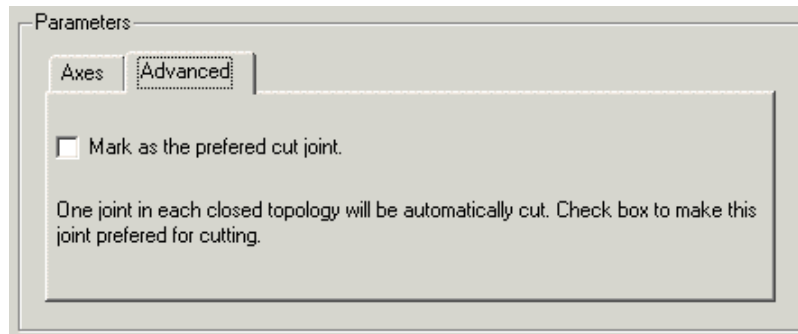 Parameters
Axes
Advanced
Mark as the prefered cut joint.
One joint in each closed topology will be automatically cut. Check box to make this
joint prefered for cutting.